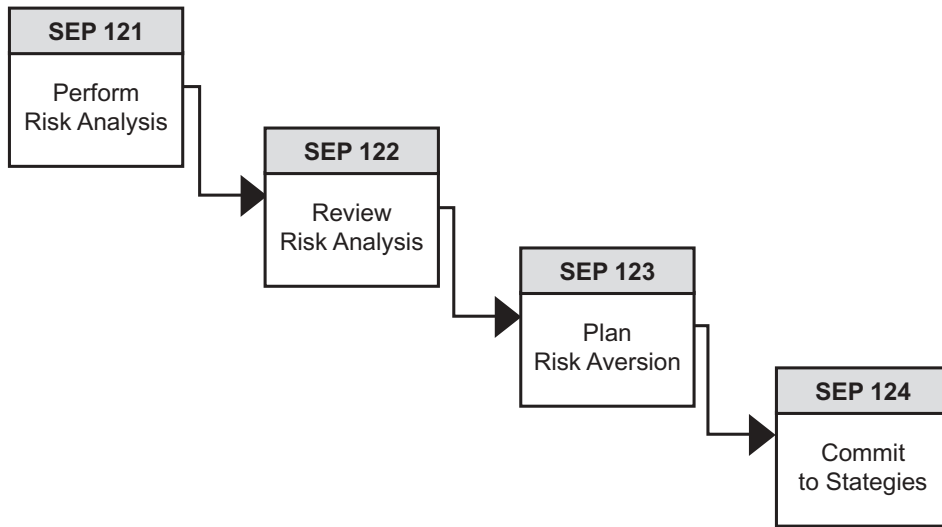 SEP 121
Perform
Risk Analysis
SEP 122
Review
Risk Analysis
SEP 123
Plan
Risk Aversion
SEP 124
Commit
to Stategies